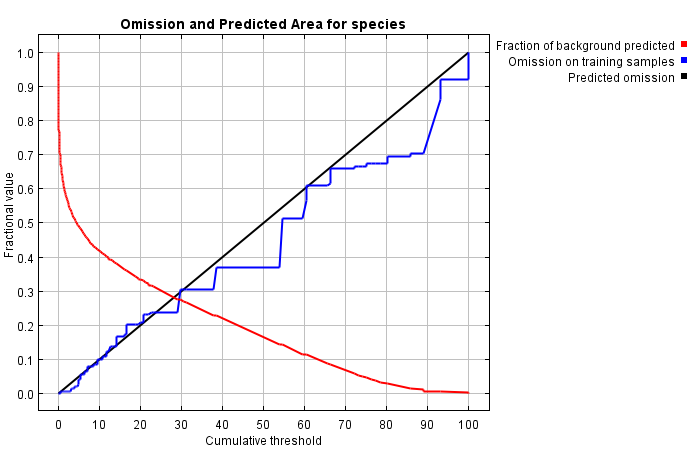 Omission and Predicted Area for species
Fraction of background predicted
Omission on training samples
Predicted omission
Fractional value
1.0
0.9
0.8
0.7
0.6
0.5
0.4
0.3
0.2
0.1
0.0
0 10 20 30 40 50 60 70 80 90 100
Cumulative threshold